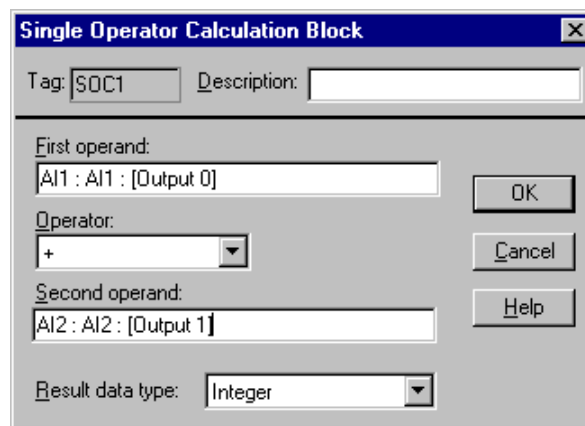 Single Operator Calculation Block
Tag: SOC1 Description:
First operand:
AI1 : AI1 : [Output 0]
OK
Operator:
+
Cancel
Second operand:
AI2 : AI2 : [Output 1]
Help
Result data type: Integer